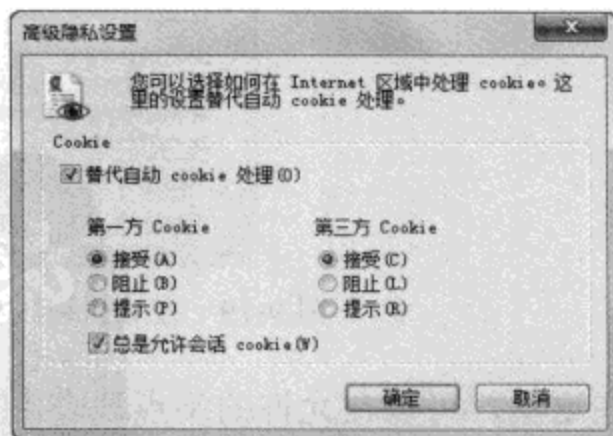 高级隐私设置
您可以选择如何在 Internet 区域中处理 cookie。这
里的设置替代自动 cookie 处理。
Cookie
替代自动 cookie 处理(O)
第一方 Cookie 第三方 Cookie
接受(A) 接受(C)
阻止(B) 阻止(L)
提示(P) 提示(R)
总是允许会话 cookie(W)
确定 取消